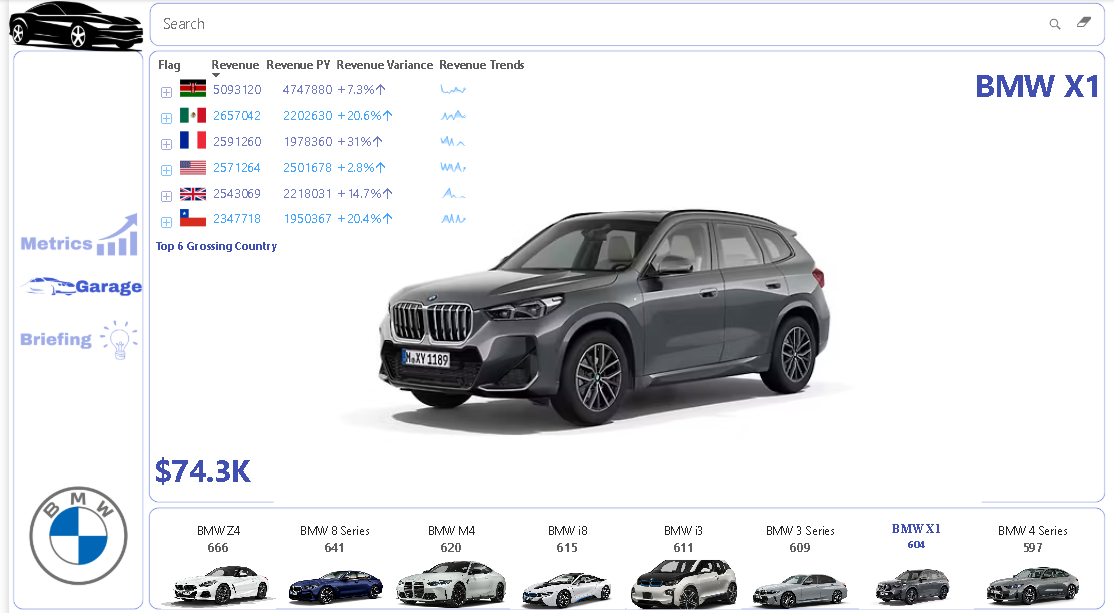 Search
Flag Revenue Revenue PY Revenue Variance Revenue Trends
5093120 4747880 +7.3%↑
2657042 2202630 +20.6%↑
2591260 1978360 +31%↑
2571264 2501678 +2.8%↑
2543069 2218031 +14.7%↑
2347718 1950367 +20.4%↑
Top 6 Grossing Country
BMW X1
Metrics
Garage
Briefing
M XY 1189
$74.3K
BMW
BMW Z4
666
BMW 8 Series
641
BMW M4
620
BMW i8
615
BMW i3
611
BMW 3 Series
609
BMW X1
604
BMW 4 Series
597